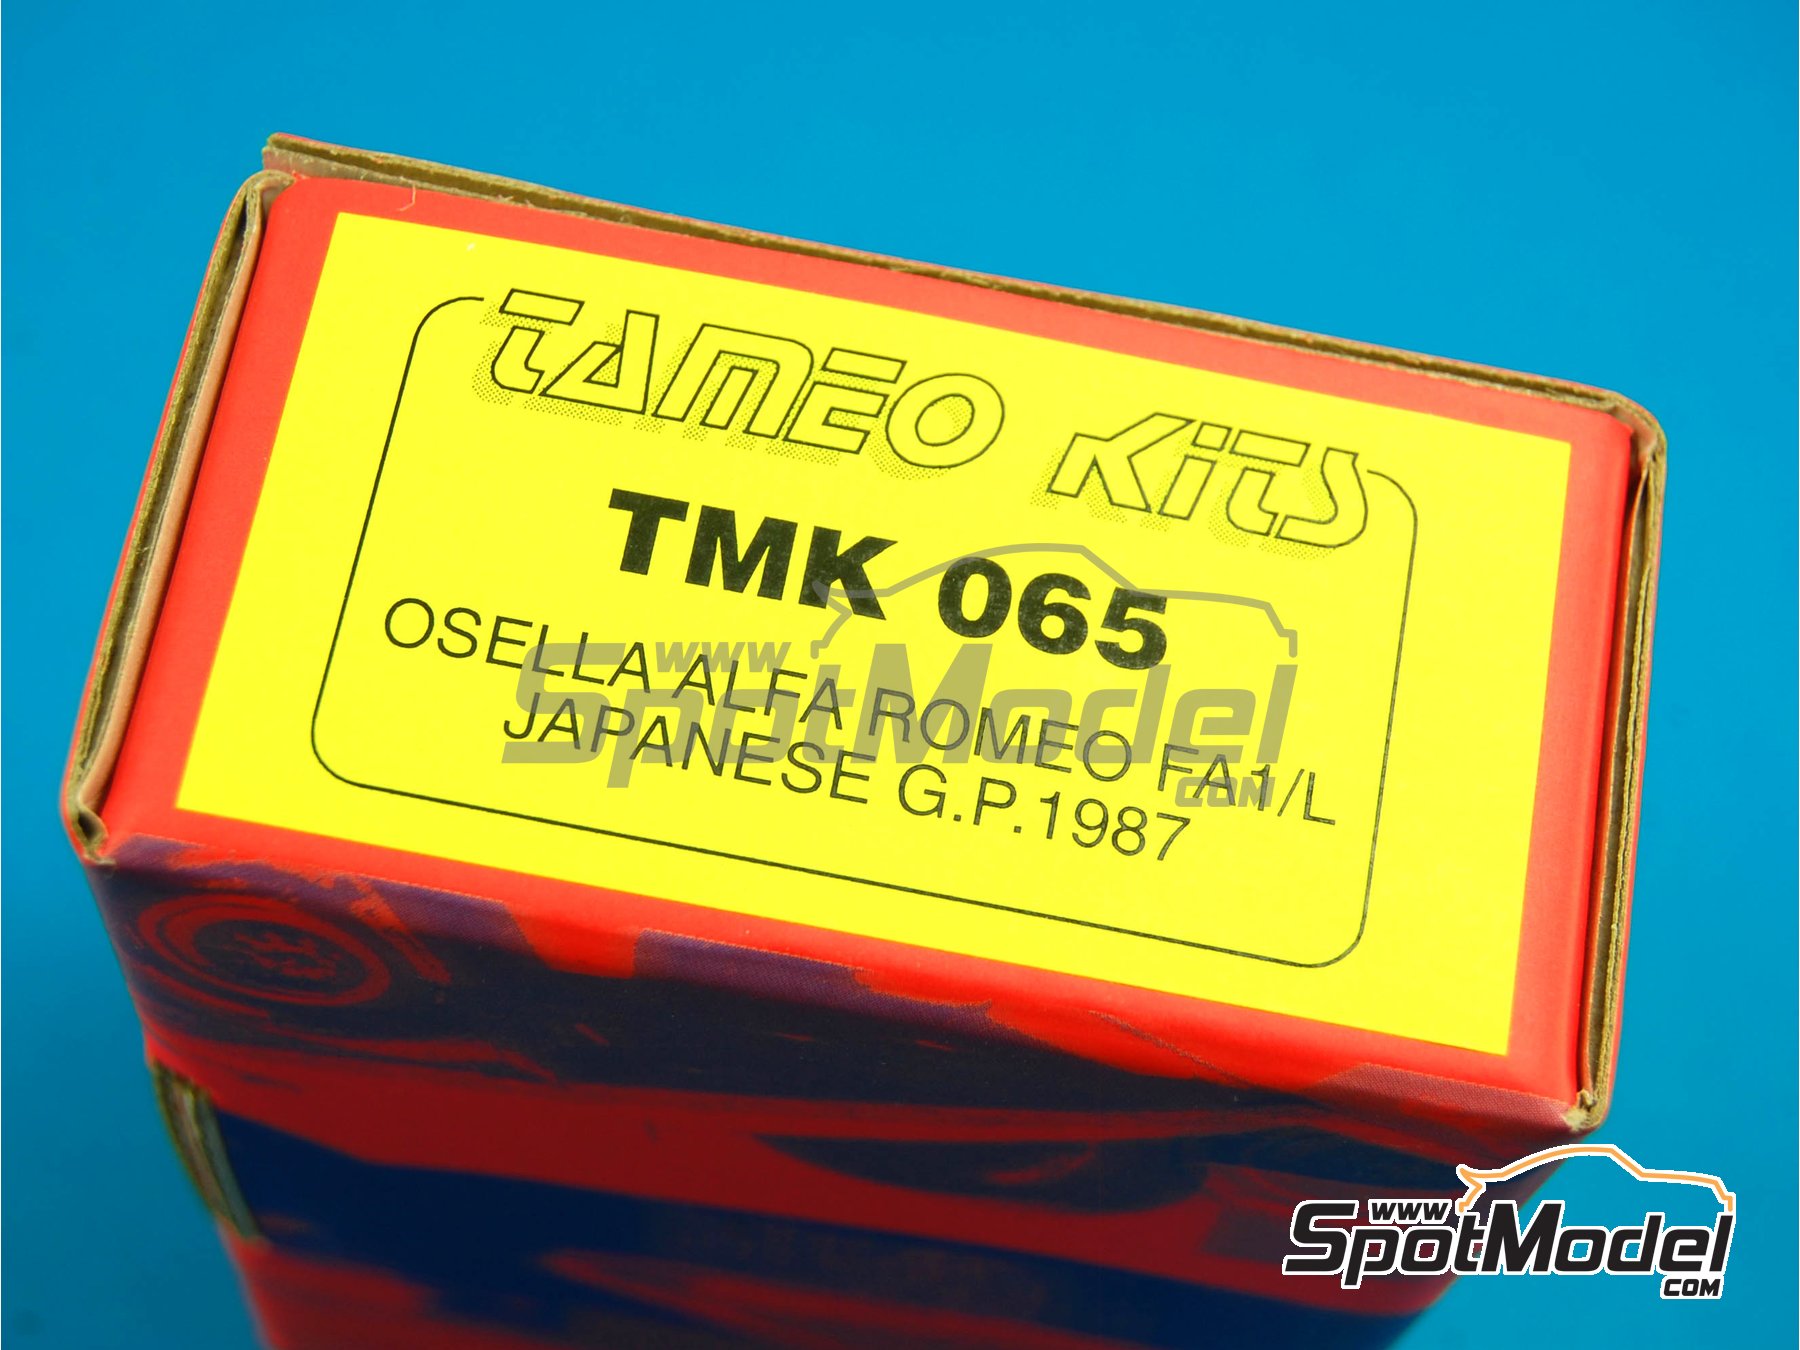 TAMEO KITS
TMK 065
OSELLA ALFA ROMEO FA1/L
JAPANESE G.P.1987
www
SpotModel
.COM
www
SpotModel
.COM